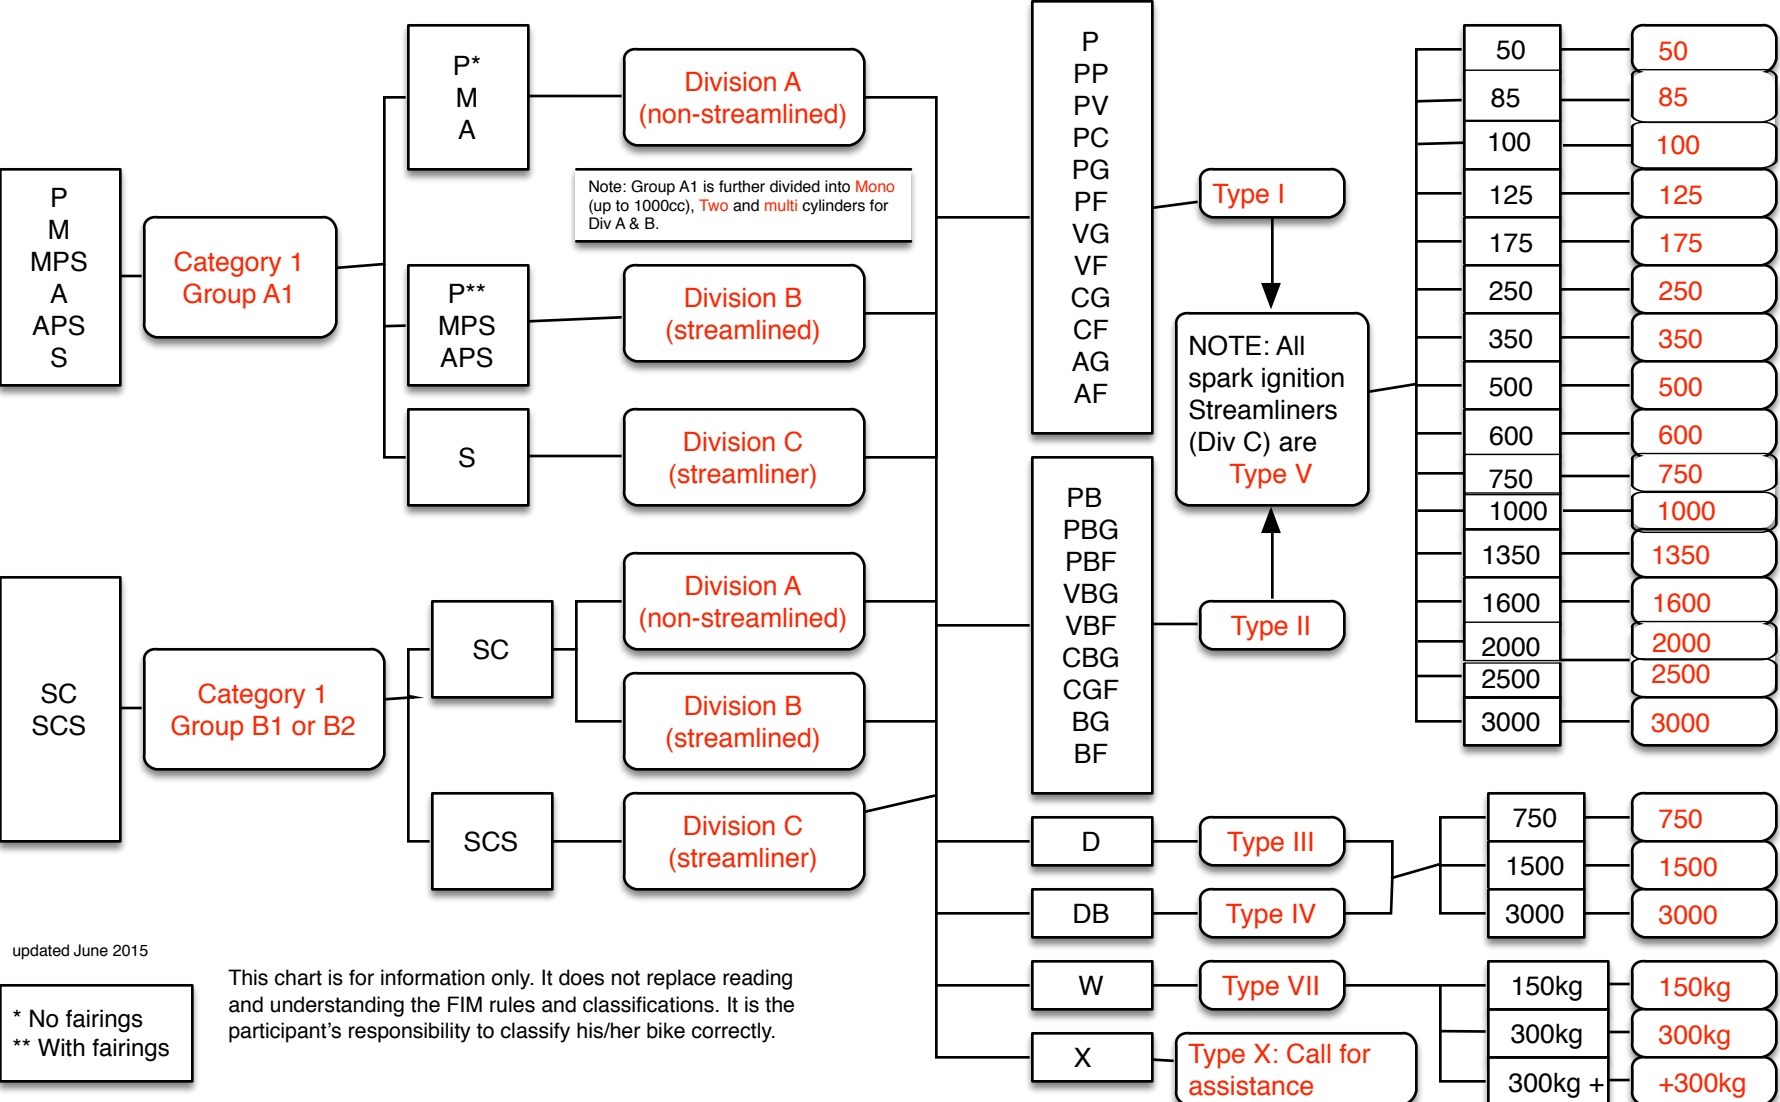 P
M
MPS
A
APS
S
Category 1
Group A1
P*
M
A
Division A
(non-streamlined)
Note: Group A1 is further divided into Mono
(up to 1000cc), Two and multi cylinders for
Div A & B.
P**
MPS
APS
Division B
(streamlined)
S
Division C
(streamliner)
SC
SCS
Category 1
Group B1 or B2
SC
Division A
(non-streamlined)
Division B
(streamlined)
SCS
Division C
(streamliner)
P
PP
PV
PC
PG
PF
VG
VF
CG
CF
AG
AF
Type I
NOTE: All
spark ignition
Streamliners
(Div C) are
Type V
PB
PBG
PBF
VBG
VBF
CBG
CGF
BG
BF
Type II
50 50
85 85
100 100
125 125
175 175
250 250
350 350
500 500
600 600
750 750
1000 1000
1350 1350
1600 1600
2000 2000
2500 2500
3000 3000
D Type III
DB Type IV
750 750
1500 1500
3000 3000
W Type VII
150kg 150kg
300kg 300kg
300kg + +300kg
X
Type X: Call for
assistance
updated June 2015
* No fairings
** With fairings
This chart is for information only. It does not replace reading
and understanding the FIM rules and classifications. It is the
participant's responsibility to classify his/her bike correctly.